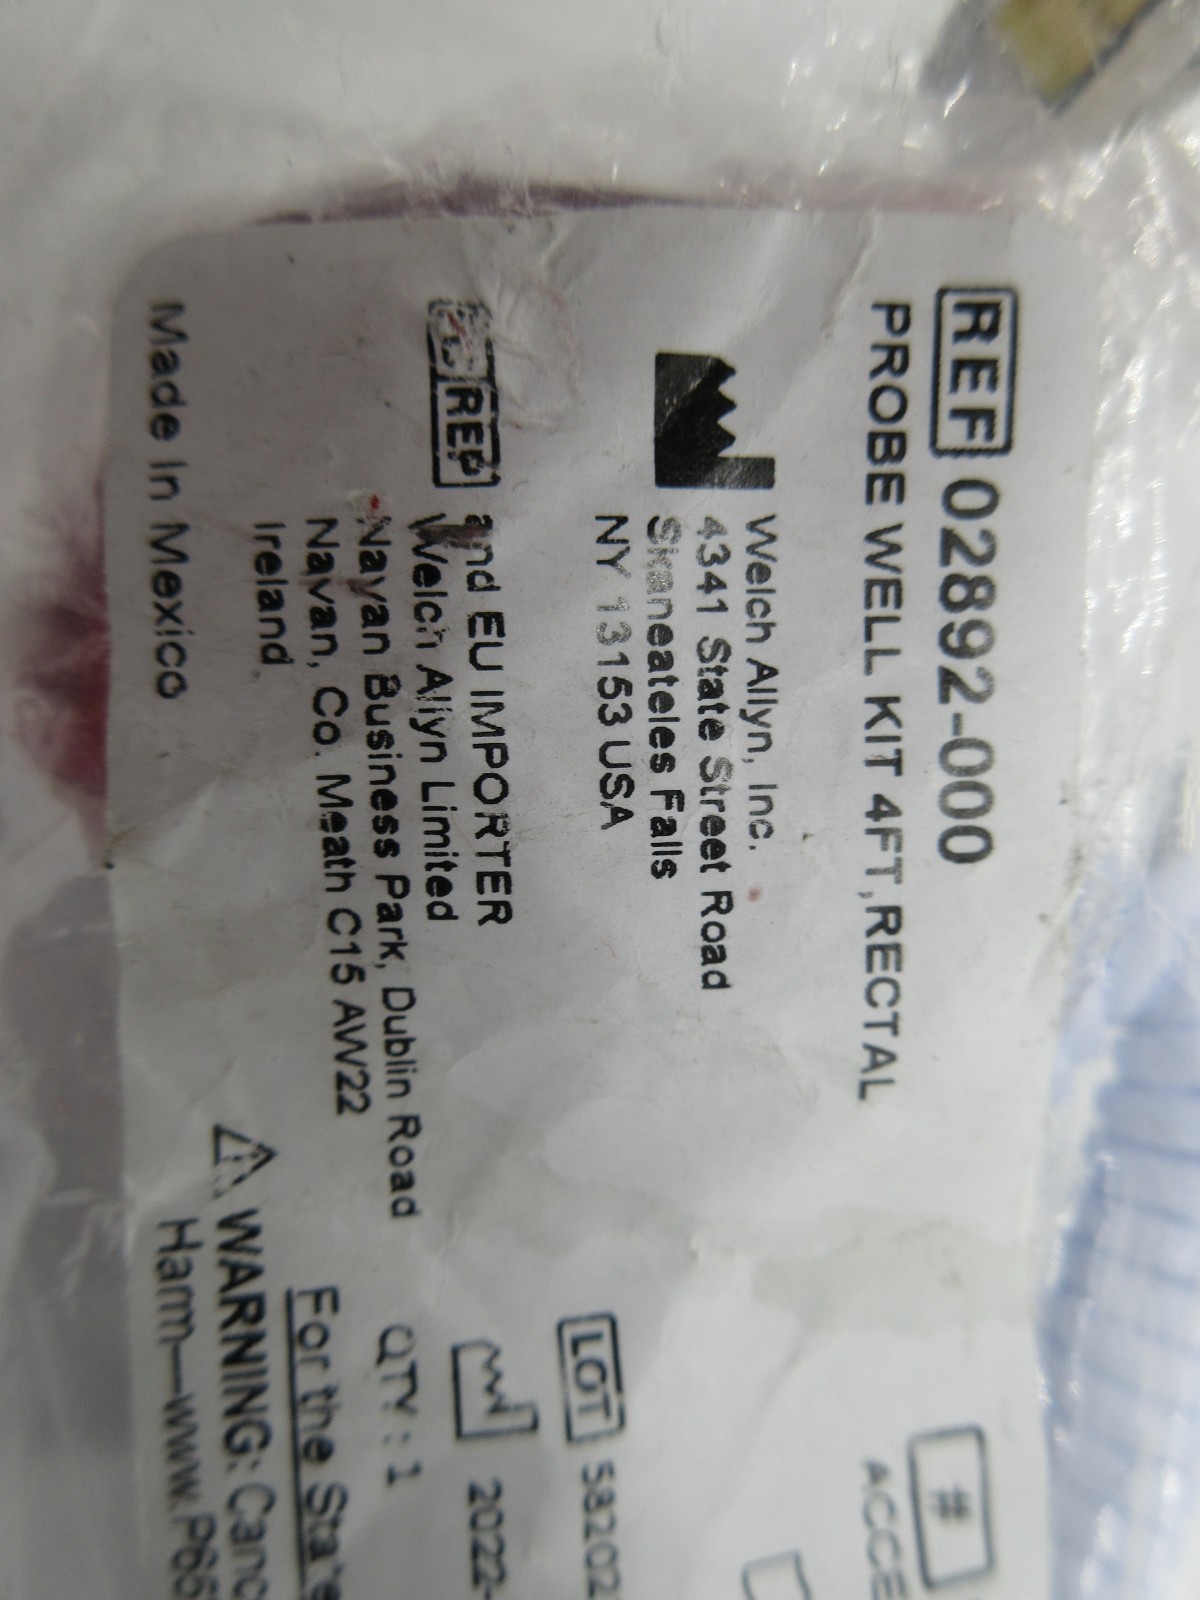 REF 02892-000
PROBE WELL KIT 4FT,RECTAL
Welch Allyn, Inc.
4341 State Street Road
Skaneateles Falls
NY 13153 USA
REP and EU IMPORTER
Welch Allyn Limited
Navan Business Park, Dublin Road
Navan, Co. Meath C15 AW22
Ireland
Made In Mexico
#
ACCE
LOT 58202
2022-
QTY : 1
For the State
WARNING: Canc
Harm—www.P65